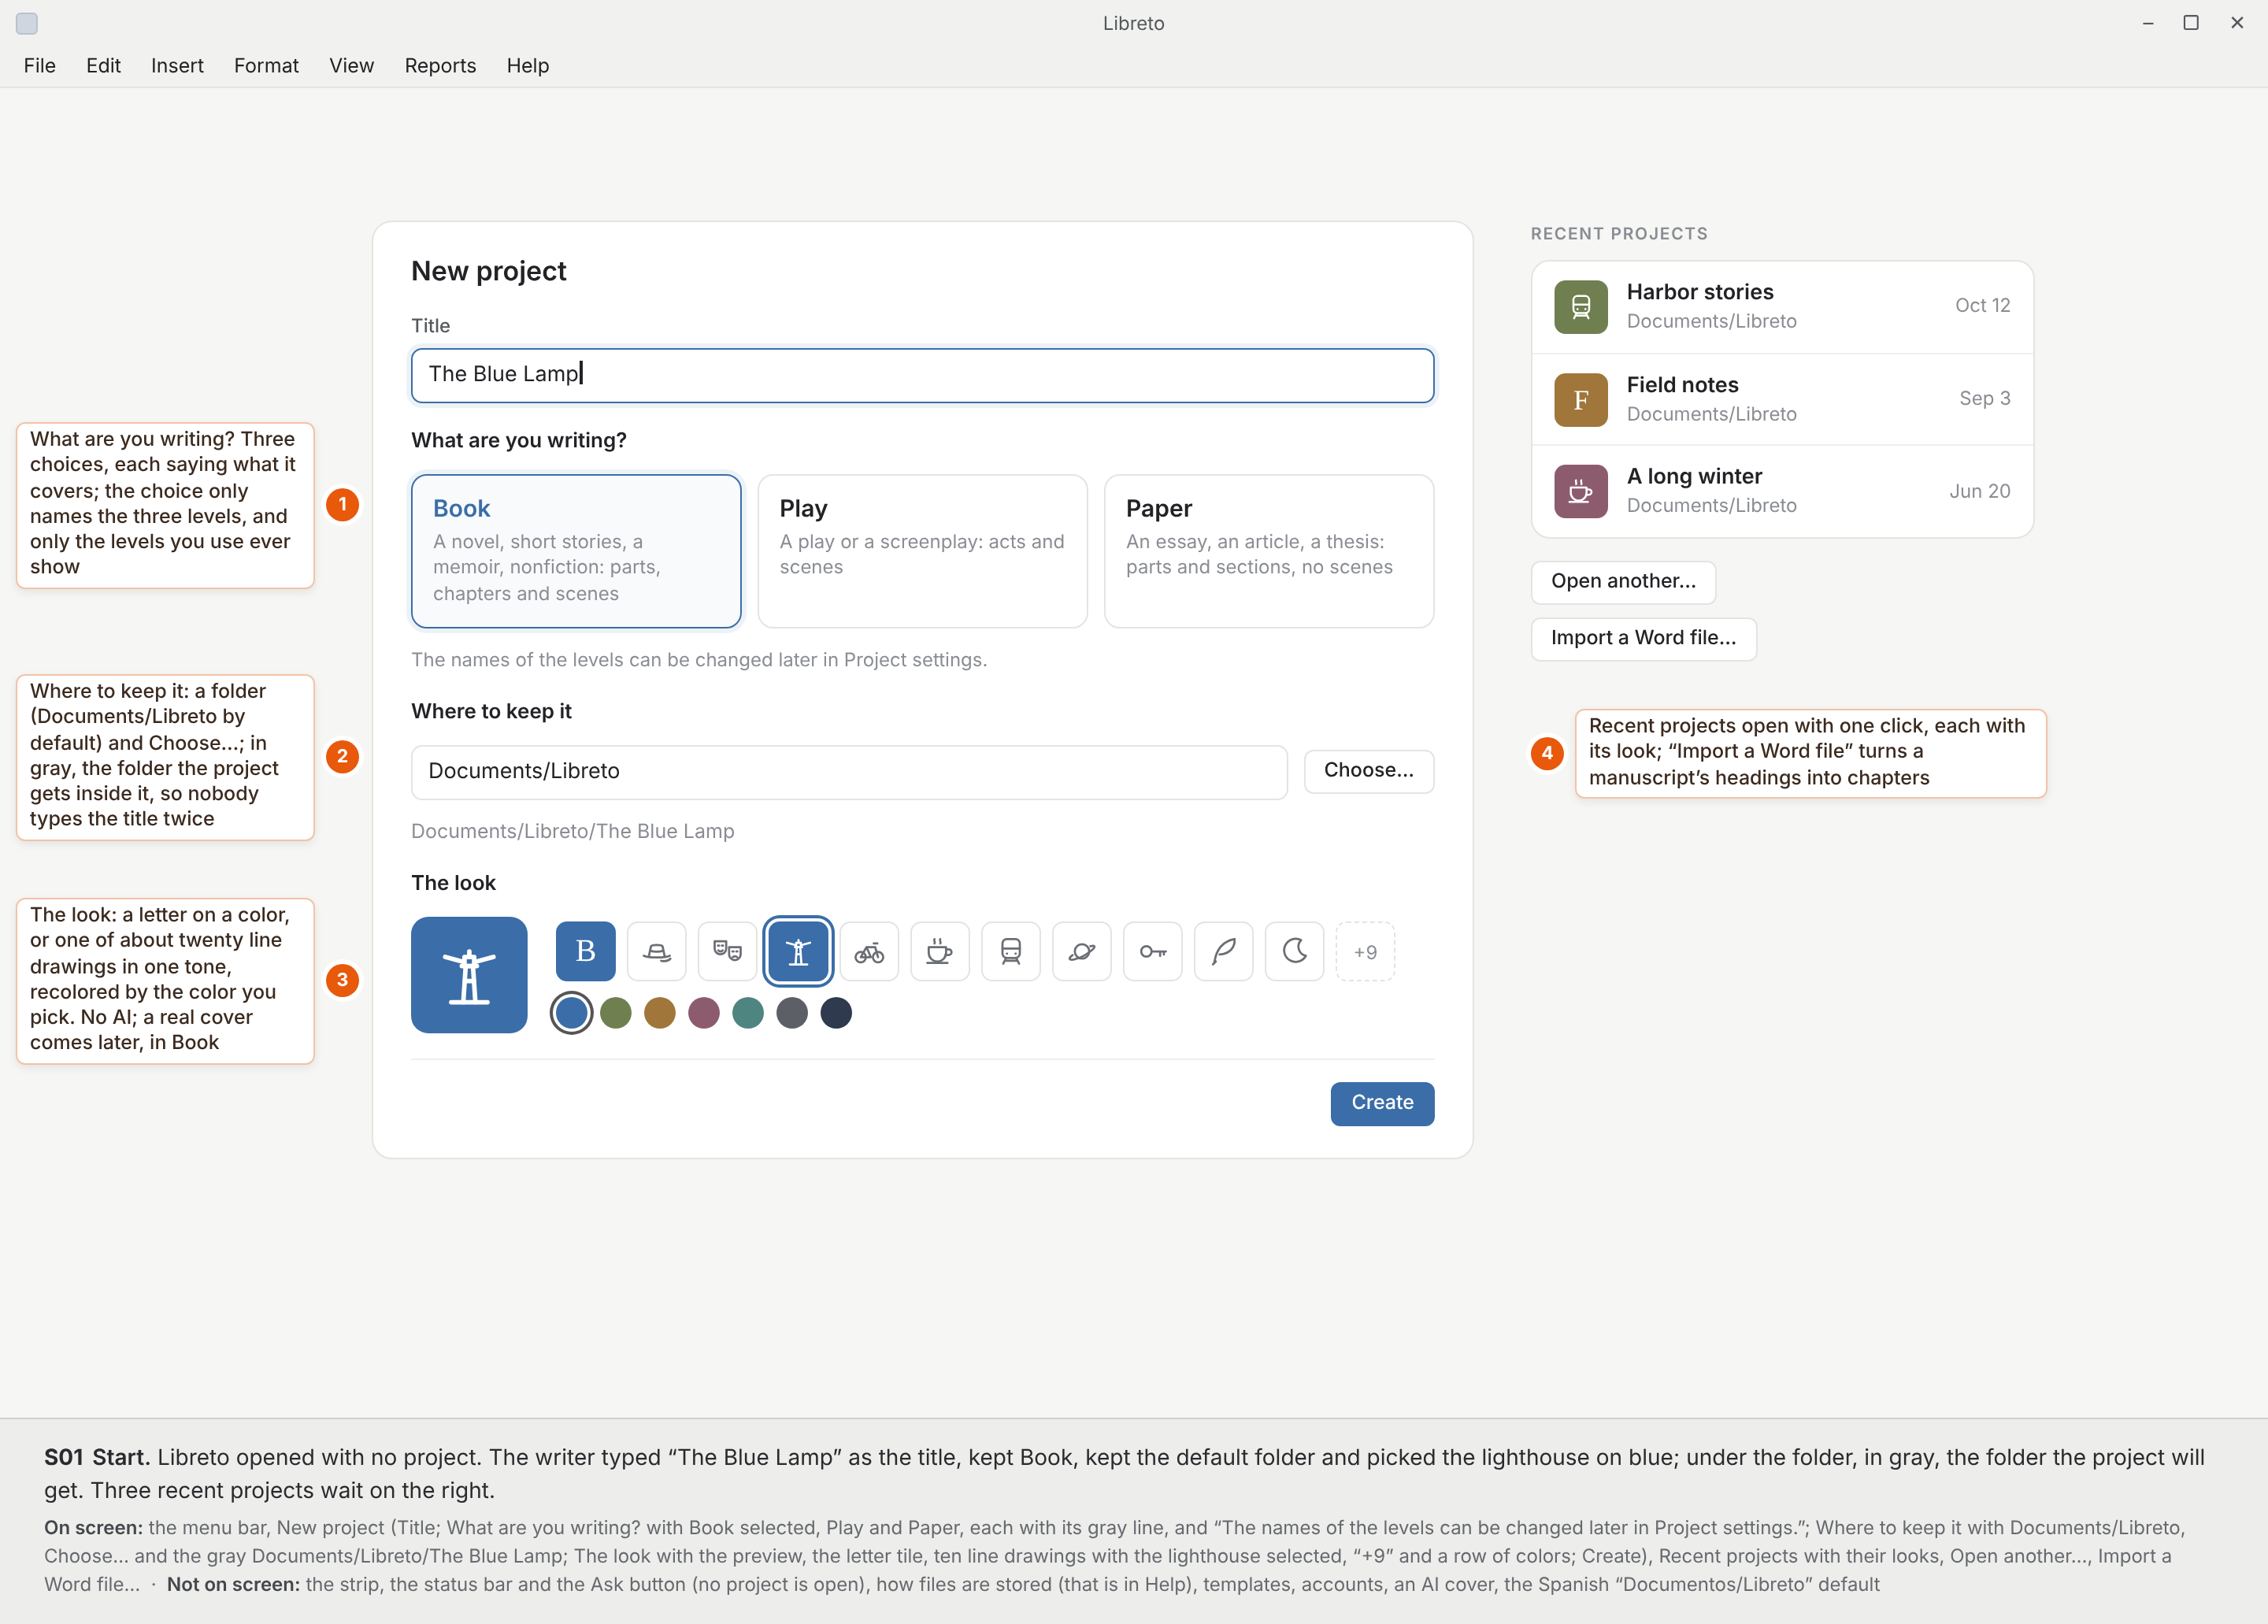 Libreto
File Edit Insert Format View Reports Help
New project
Title
The Blue Lamp
What are you writing?
Book
A novel, short stories, a
memoir, nonfiction: parts,
chapters and scenes
Play
A play or a screenplay: acts and
scenes
Paper
An essay, an article, a thesis:
parts and sections, no scenes
The names of the levels can be changed later in Project settings.
Where to keep it
Documents/Libreto
Choose...
Documents/Libreto/The Blue Lamp
The look
B
+9
Create
RECENT PROJECTS
Harbor stories
Documents/Libreto
Oct 12
F
Field notes
Documents/Libreto
Sep 3
A long winter
Documents/Libreto
Jun 20
Open another...
Import a Word file...
What are you writing? Three
choices, each saying what it
covers; the choice only
names the three levels, and
only the levels you use ever
show
1
Where to keep it: a folder
(Documents/Libreto by
default) and Choose...; in
gray, the folder the project
gets inside it, so nobody
types the title twice
2
The look: a letter on a color,
or one of about twenty line
drawings in one tone,
recolored by the color you
pick. No AI; a real cover
comes later, in Book
3
4
Recent projects open with one click, each with
its look; “Import a Word file” turns a
manuscript’s headings into chapters
S01 Start. Libreto opened with no project. The writer typed “The Blue Lamp” as the title, kept Book, kept the default folder and picked the lighthouse on blue; under the folder, in gray, the folder the project will
get. Three recent projects wait on the right.
On screen: the menu bar, New project (Title; What are you writing? with Book selected, Play and Paper, each with its gray line, and “The names of the levels can be changed later in Project settings.”; Where to keep it with Documents/Libreto,
Choose... and the gray Documents/Libreto/The Blue Lamp; The look with the preview, the letter tile, ten line drawings with the lighthouse selected, “+9” and a row of colors; Create), Recent projects with their looks, Open another..., Import a
Word file... · Not on screen: the strip, the status bar and the Ask button (no project is open), how files are stored (that is in Help), templates, accounts, an AI cover, the Spanish “Documentos/Libreto” default